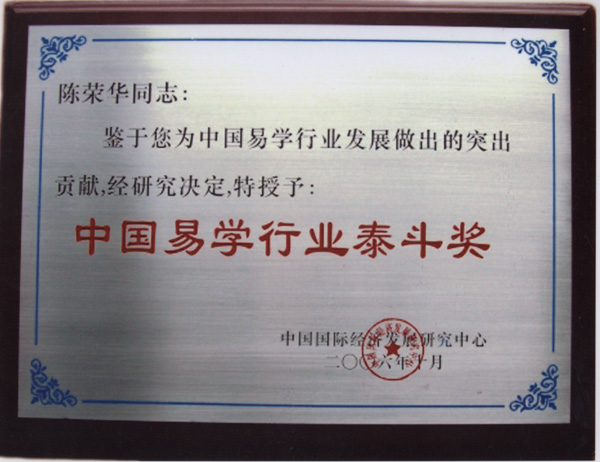 陈荣华同志：
鉴于您为中国易学行业发展做出的突出
贡献,经研究决定,特授予：
中国易学行业泰斗奖
中国国际经济发展研究中心
二〇〇六年十月